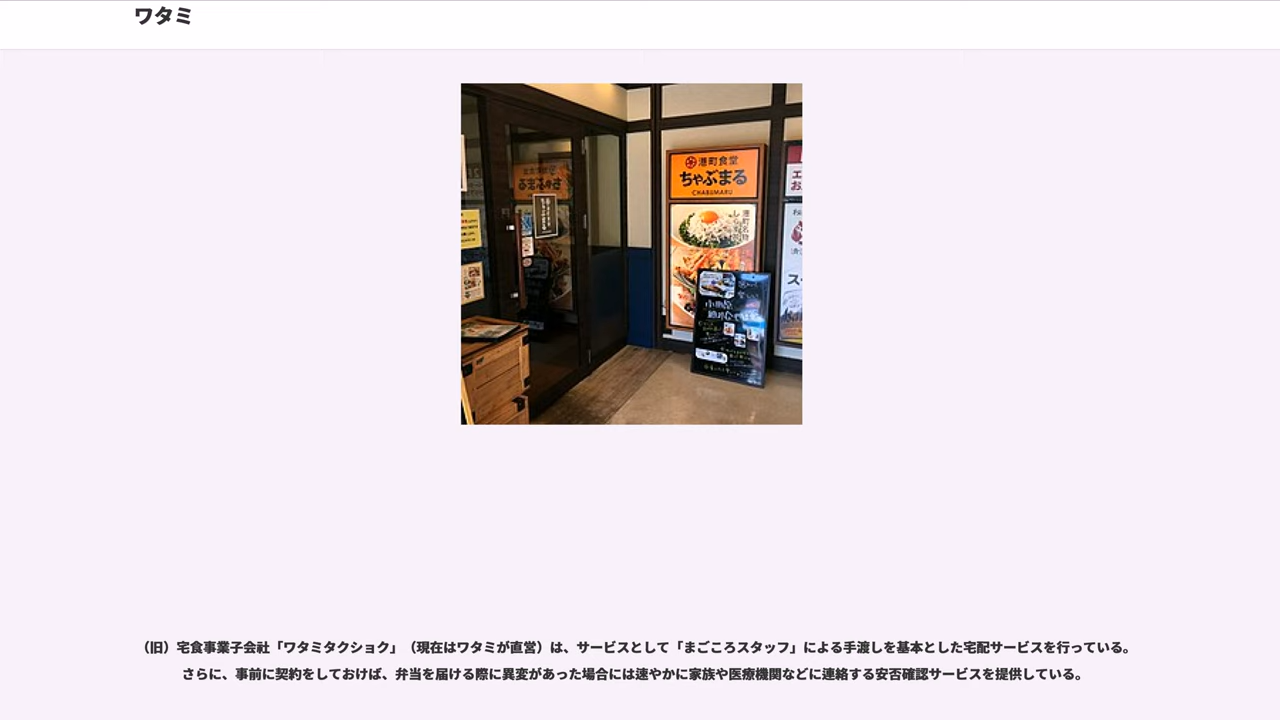 ワタミ
港町食堂
ちゃぶまる
CHABUMARU
（旧）宅食事業子会社「ワタミタクショク」（現在はワタミが直営）は、サービスとして「まごころスタッフ」による手渡しを基本とした宅配サービスを行っている。
さらに、事前に契約をしておけば、弁当を届ける際に異変があった場合には速やかに家族や医療機関などに連絡する安否確認サービスを提供している。